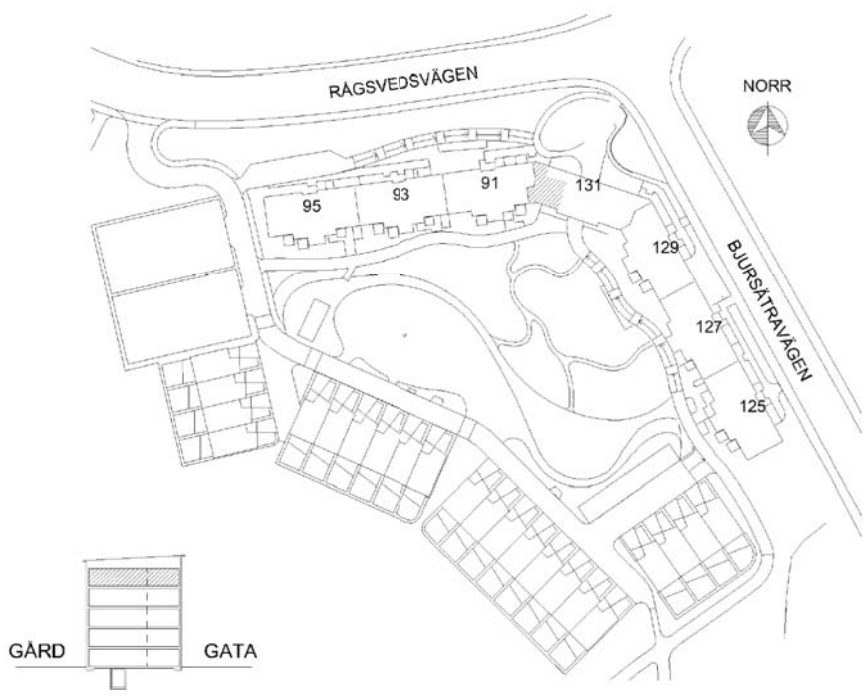 RÅGSVEDSVÄGEN
NORR
95
93
91
131
129
127
125
BJURSÄTRAVÄGEN
GÅRD
GATA